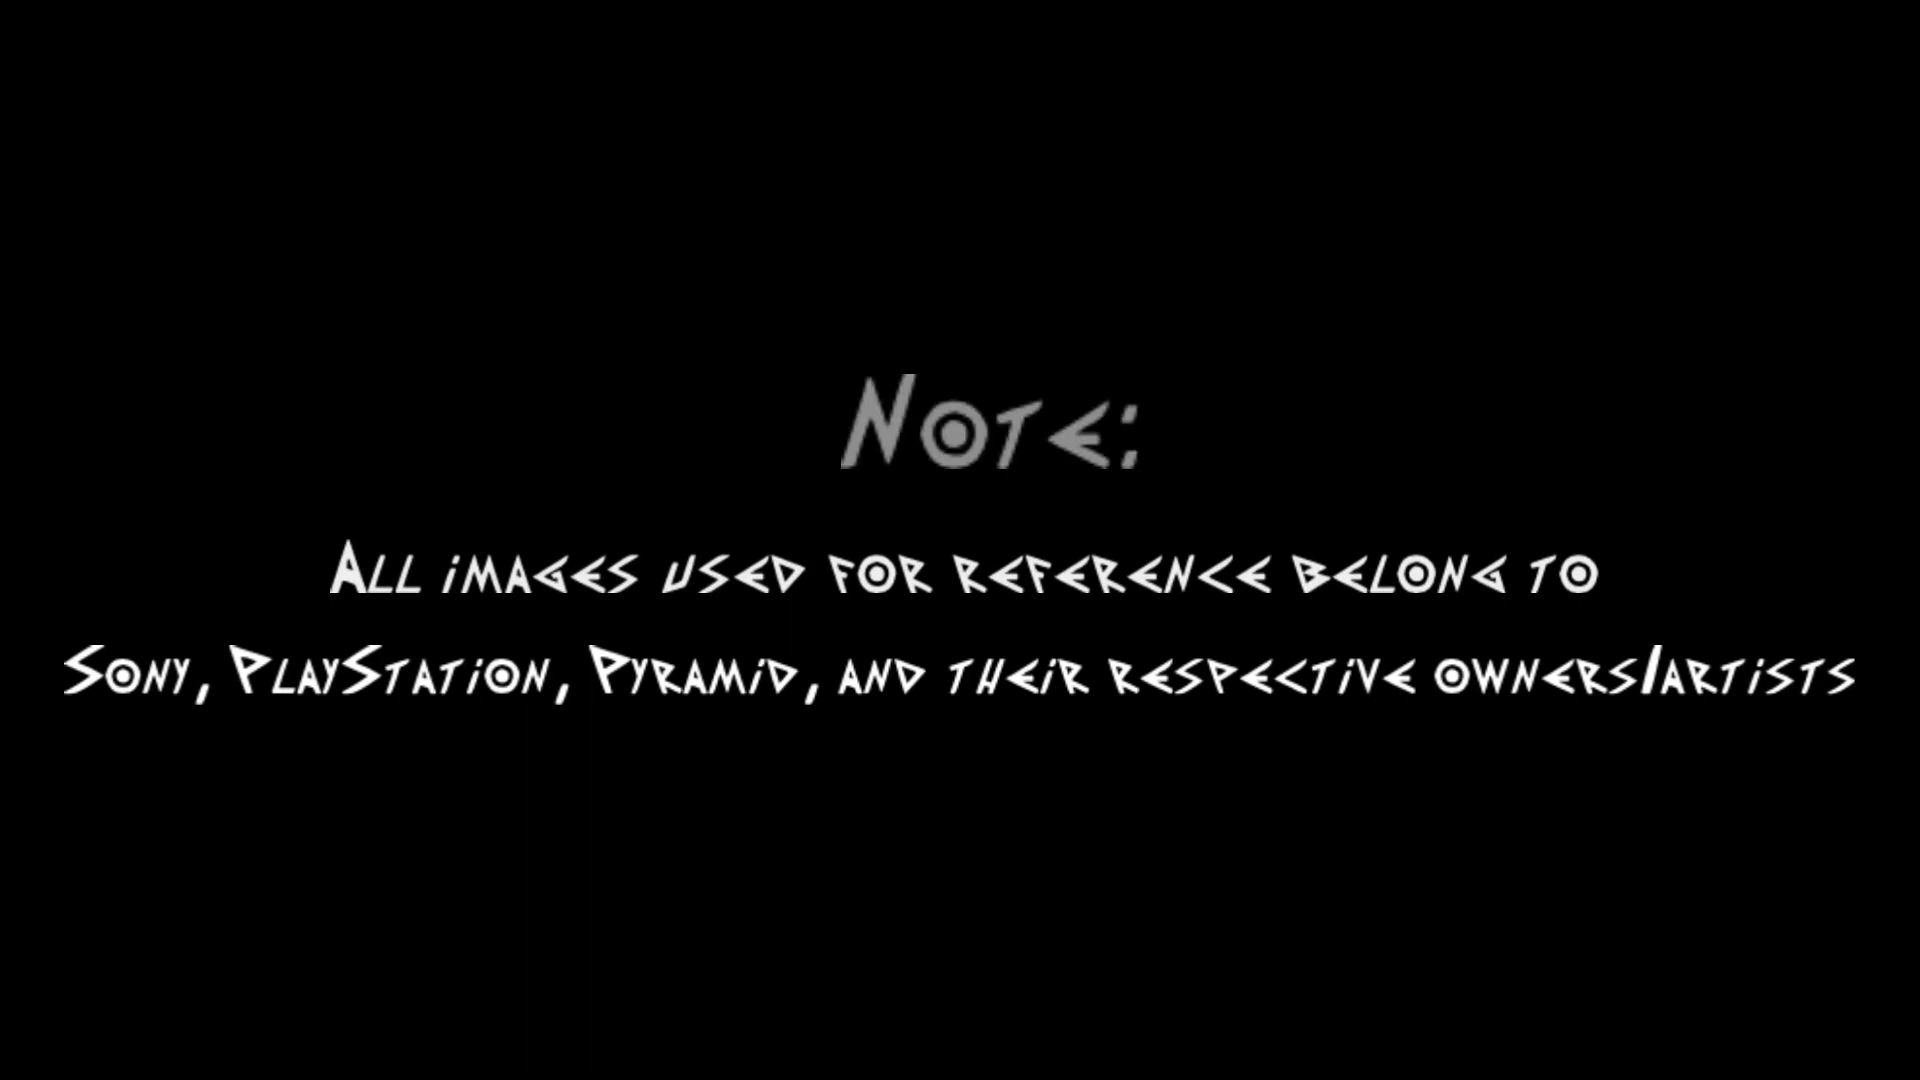 Note:
All images used for reference belong to
Sony, PlayStation, Pyramid, and their respective owners/artists